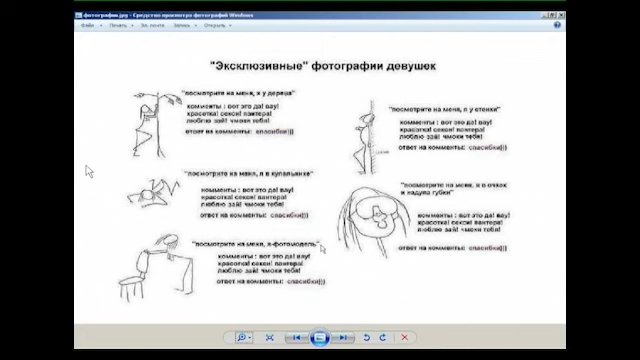 фотографии.jpg - Средство просмотра фотографий Windows
Файл Печать Эл. почта Запись Открыть
"Эксклюзивные" фотографии девушек
"посмотрите на меня, я у дерева"
комменты : вот это да! вау!
красотка! секси! пантера!
люблю зай! чмоки тебя!
ответ на комменты: спасибки)))
"посмотрите на меня, я у стенки"
комменты : вот это да! вау!
красотка! секси! пантера!
люблю зай! чмоки тебя!
ответ на комменты: спасибки)))
"посмотрите на меня, я в купальнике"
комменты : вот это да! вау!
красотка! секси! пантера!
люблю зай! чмоки тебя!
ответ на комменты: спасибки)))
"посмотрите на меня, я в очках
и надула губки"
комменты : вот это да! вау!
красотка! секси! пантера!
люблю зай! чмоки тебя!
ответ на комменты: спасибки)))
"посмотрите на меня, я-фотомодель"
комменты : вот это да! вау!
красотка! секси! пантера!
люблю зай! чмоки тебя!
ответ на комменты: спасибки)))